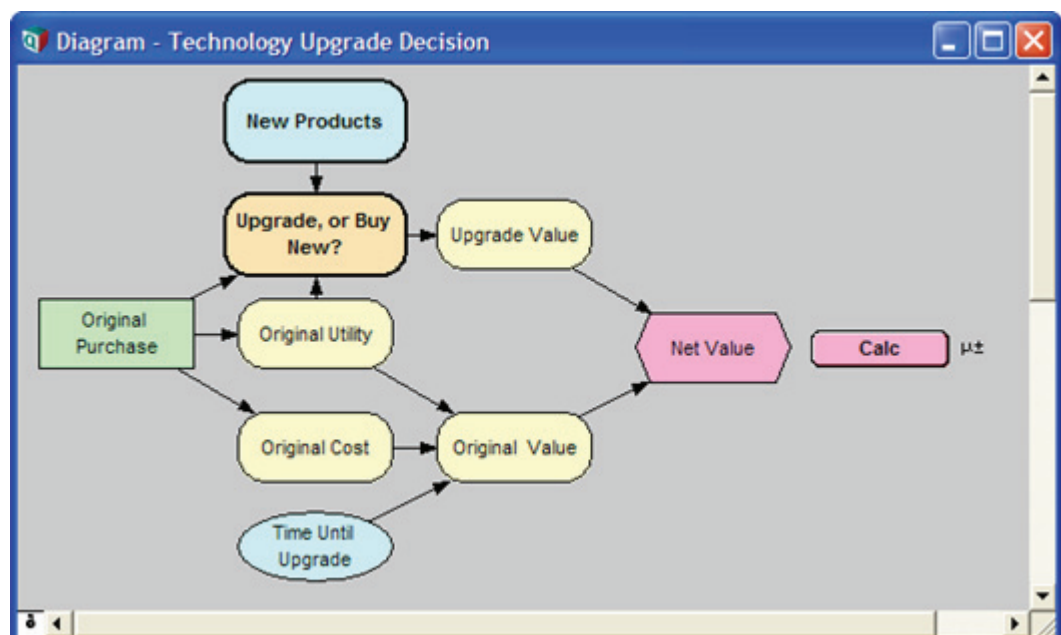 Diagram - Technology Upgrade Decision
New Products
Upgrade, or Buy
New?
Upgrade Value
Original
Purchase
Original Utility
Net Value
Calc
µ±
Original Cost
Original Value
Time Until
Upgrade